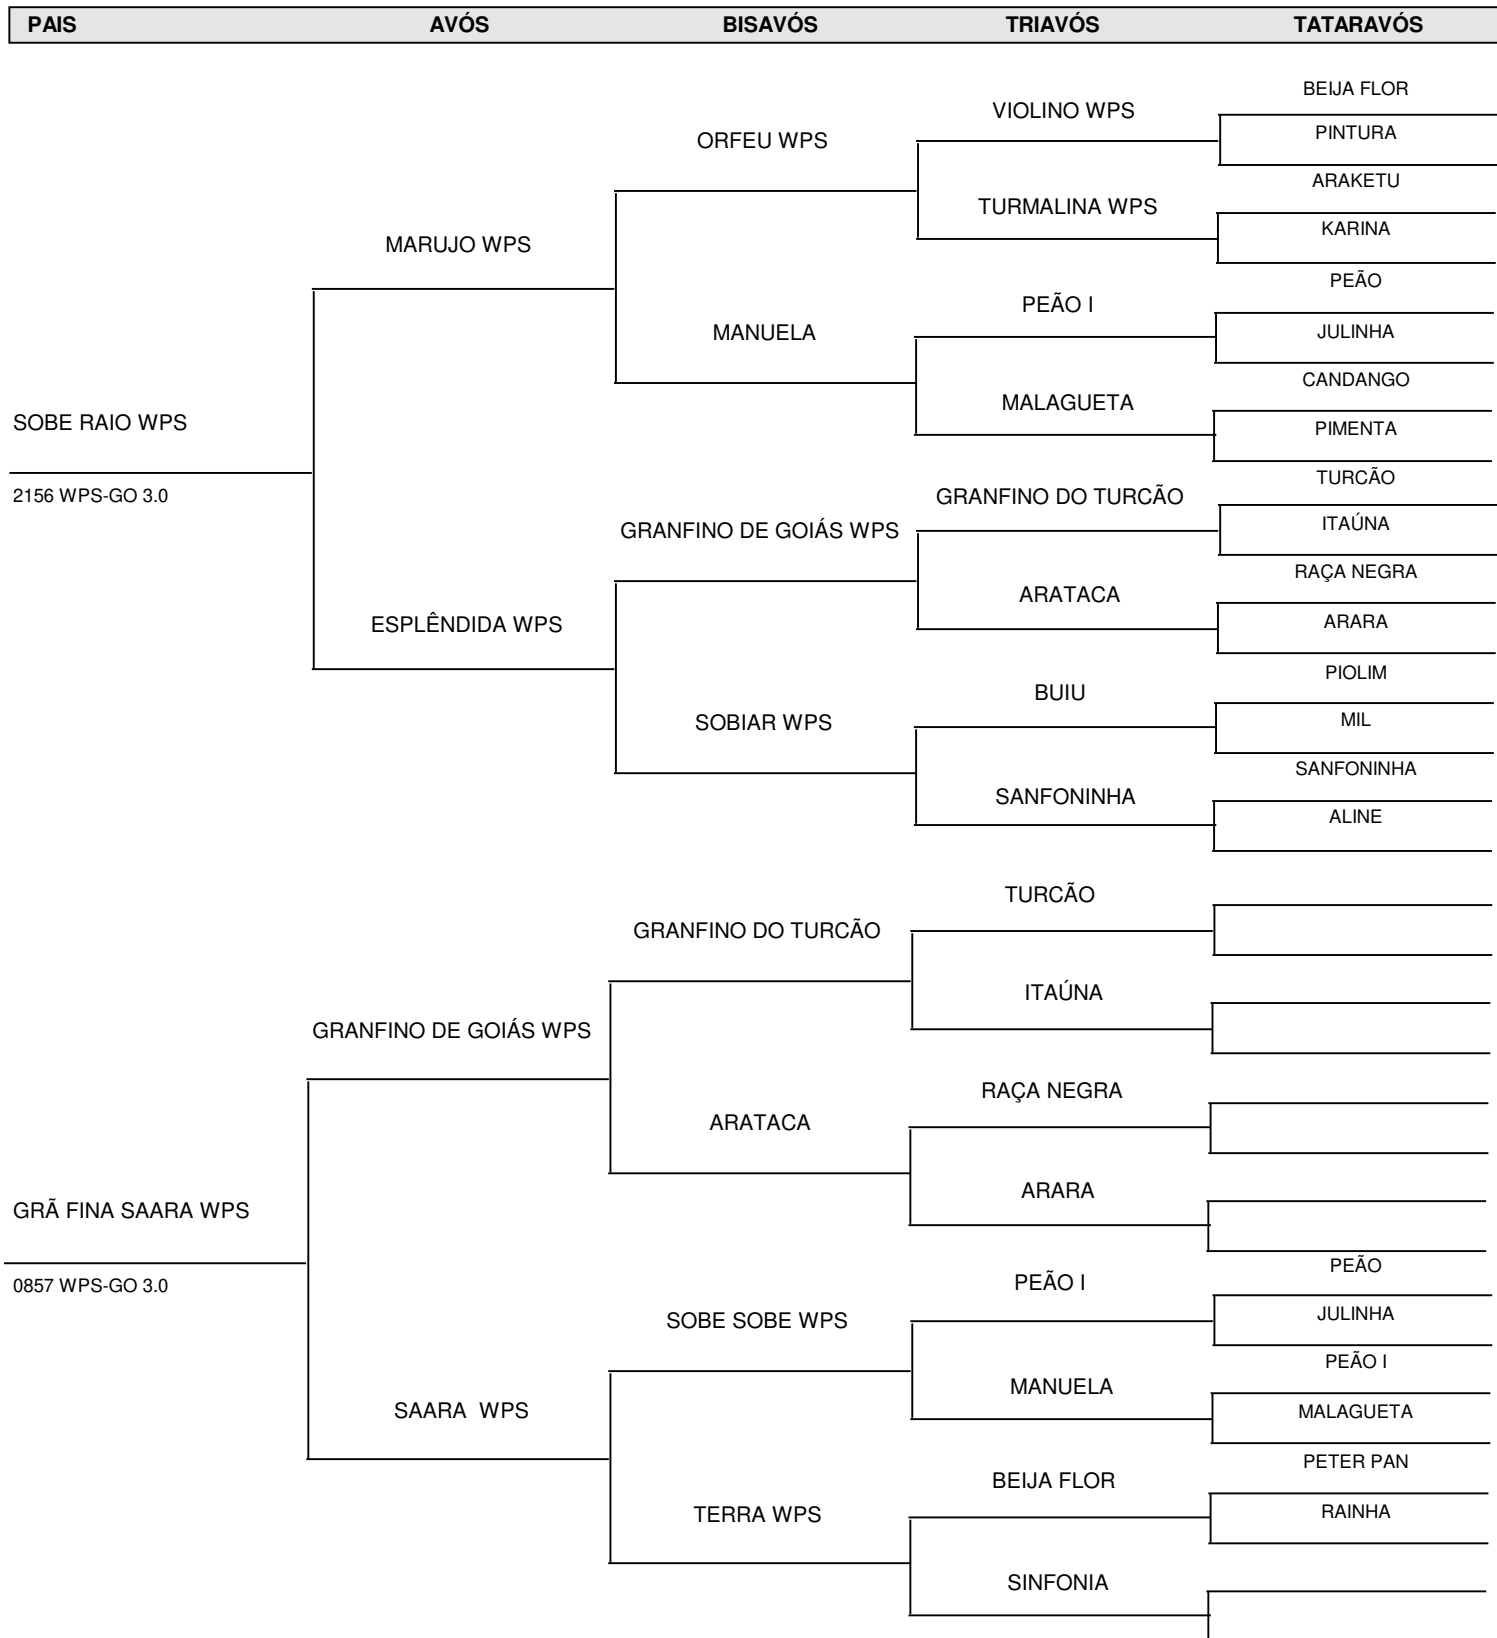 PAIS AVÓS BISAVÓS TRIAVÓS TATARAVÓS
BEIJA FLOR
VIOLINO WPS
PINTURA
ORFEU WPS
ARAKETU
TURMALINA WPS
KARINA
MARUJO WPS
PEÃO
PEÃO I
JULINHA
MANUELA
CANDANGO
MALAGUETA
PIMENTA
SOBE RAIO WPS
2156 WPS-GO 3.0
TURCÃO
GRANFINO DO TURCÃO
ITAÚNA
GRANFINO DE GOIÁS WPS
RAÇA NEGRA
ARATACA
ARARA
ESPLÊNDIDA WPS
PIOLIM
BUIU
MIL
SOBIAR WPS
SANFONINHA
SANFONINHA
ALINE
TURCÃO
GRANFINO DO TURCÃO
ITAÚNA
GRANFINO DE GOIÁS WPS
RAÇA NEGRA
ARATACA
ARARA
GRÃ FINA SAARA WPS
0857 WPS-GO 3.0
PEÃO
PEÃO I
JULINHA
SOBE SOBE WPS
PEÃO I
MANUELA
MALAGUETA
SAARA WPS
PETER PAN
BEIJA FLOR
RAINHA
TERRA WPS
SINFONIA